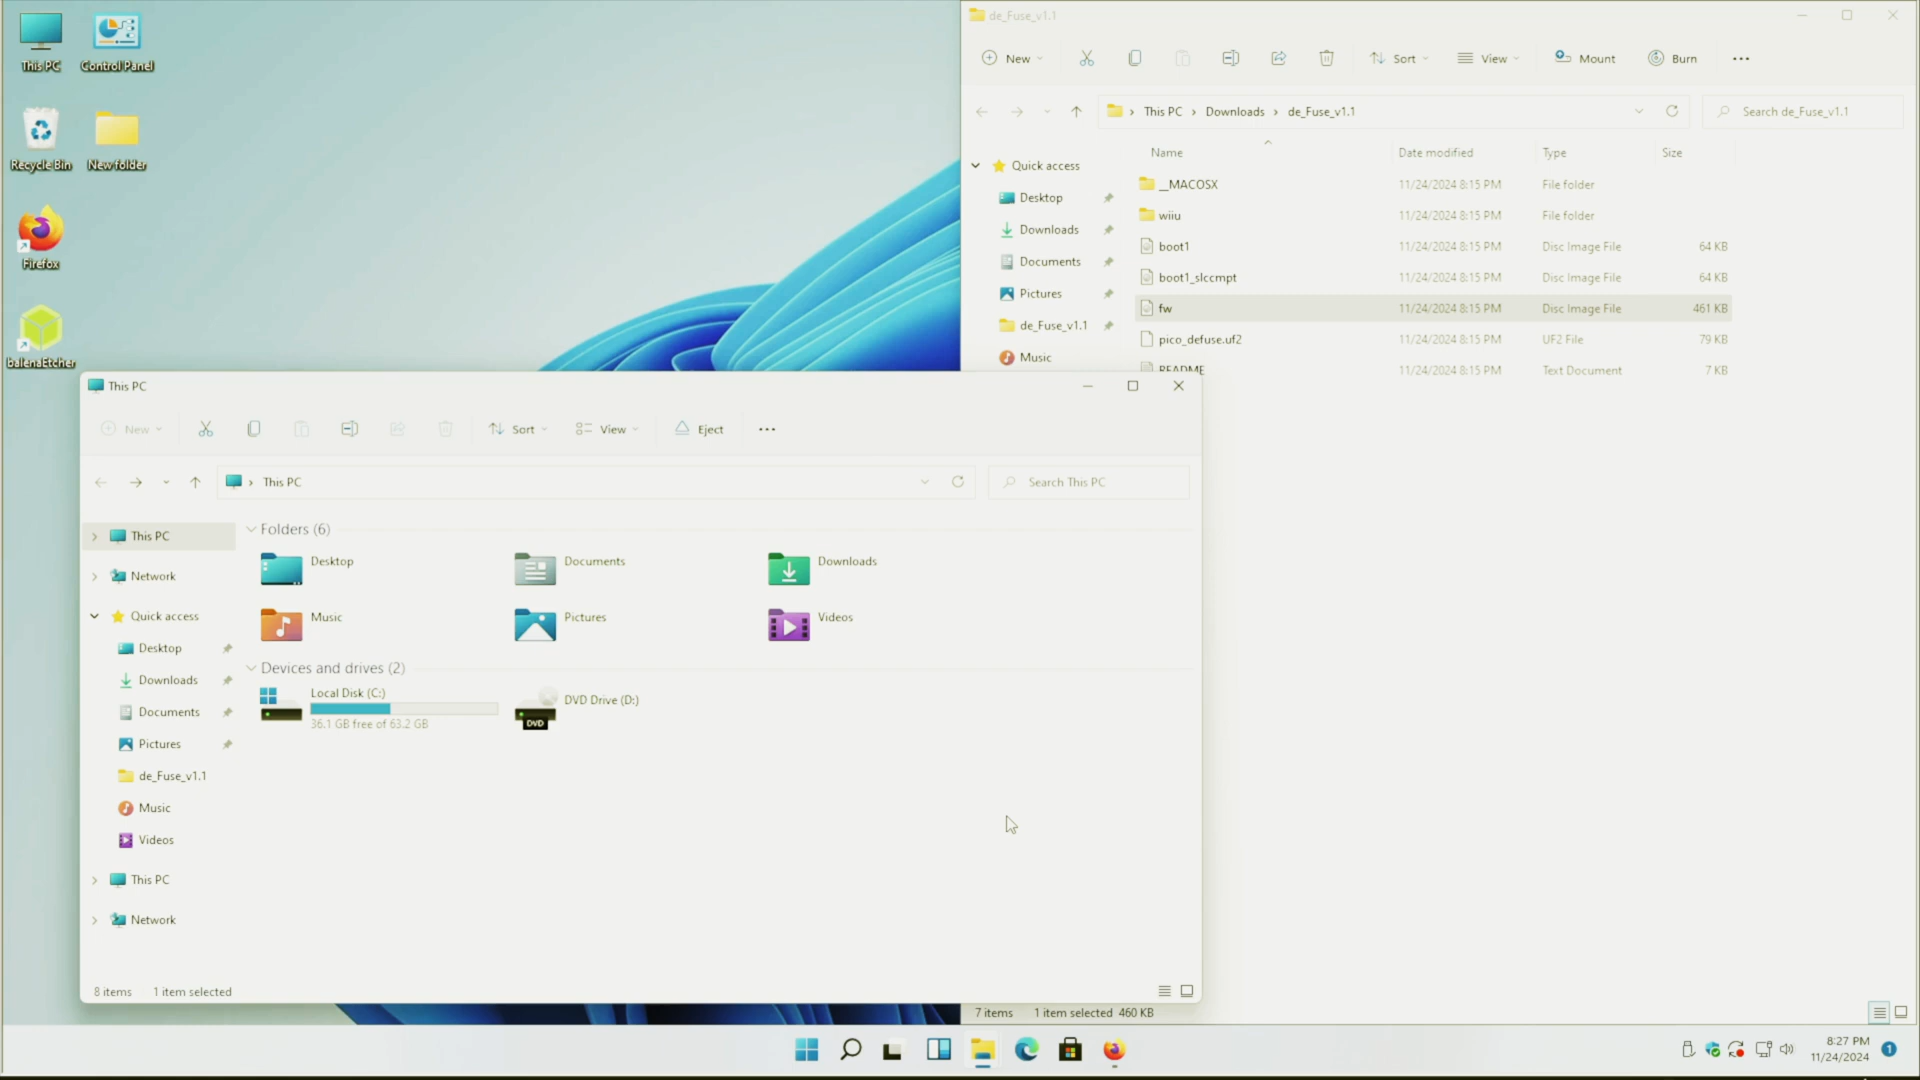 This PC
Control Panel
Recycle Bin
New folder
Firefox
balenaEtcher
de_Fuse_v1.1
New
Sort
View
Mount
Burn
This PC
Downloads
de_Fuse_v1.1
Search de_Fuse_v1.1
Name
Date modified
Type
Size
Quick access
Desktop
Downloads
Documents
Pictures
de_Fuse_v1.1
Music
__MACOSX 11/24/2024 8:15 PM File folder
wiiu 11/24/2024 8:15 PM File folder
boot1 11/24/2024 8:15 PM Disc Image File 64 KB
boot1_slccmpt 11/24/2024 8:15 PM Disc Image File 64 KB
fw 11/24/2024 8:15 PM Disc Image File 461 KB
pico_defuse.uf2 11/24/2024 8:15 PM UF2 File 79 KB
README 11/24/2024 8:15 PM Text Document 7 KB
This PC
New
Sort
View
Eject
This PC
Search This PC
This PC
Network
Quick access
Desktop
Downloads
Documents
Pictures
de_Fuse_v1.1
Music
Videos
This PC
Network
Folders (6)
Desktop
Documents
Downloads
Music
Pictures
Videos
Devices and drives (2)
Local Disk (C:)
36.1 GB free of 63.2 GB
DVD
DVD Drive (D:)
8 items 1 item selected
7 items 1 item selected 460 KB
8:27 PM
11/24/2024
1